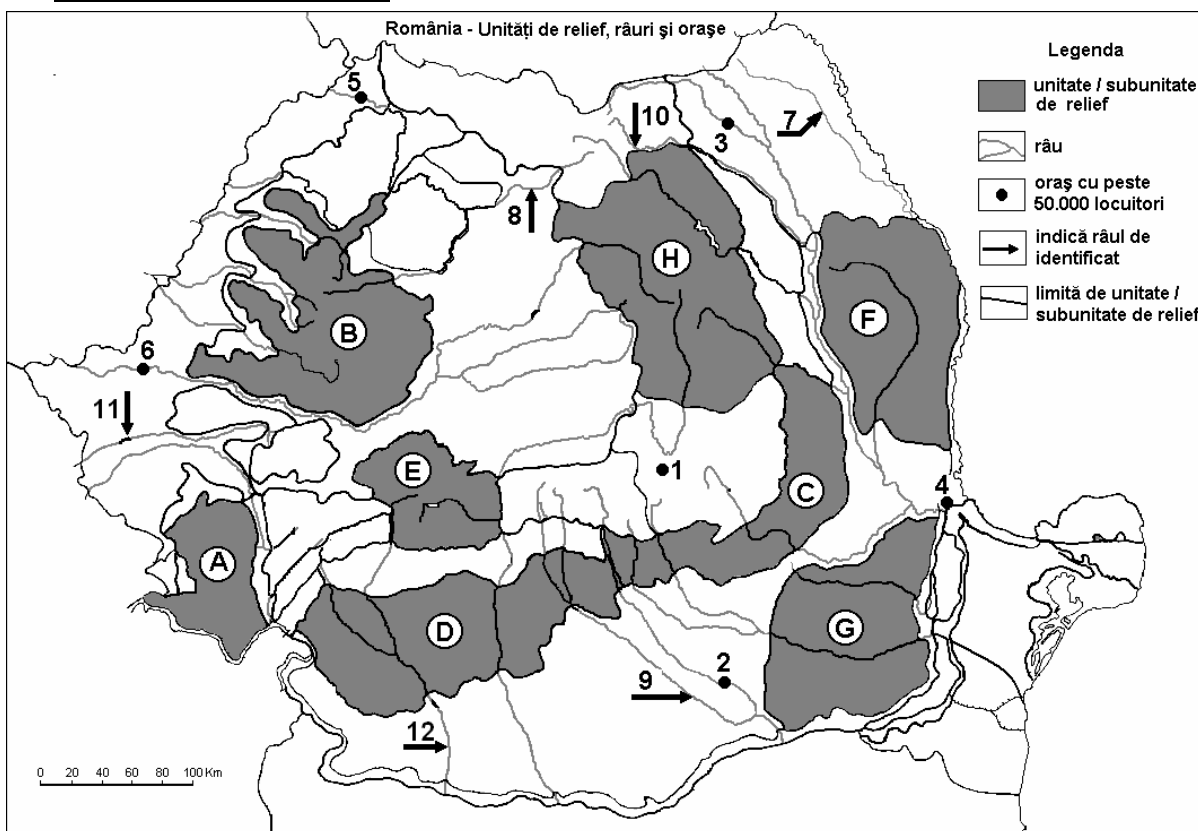 România - Unități de relief, râuri și orașe
Legenda
unitate / subunitate
de relief
râu
oraș cu peste
50.000 locuitori
indică râul de
identificat
limită de unitate /
subunitate de relief
5
10
3
7
8
H
B
F
6
11
E
1
C
4
A
D
G
2
9
12
0 20 40 60 80 100 Km